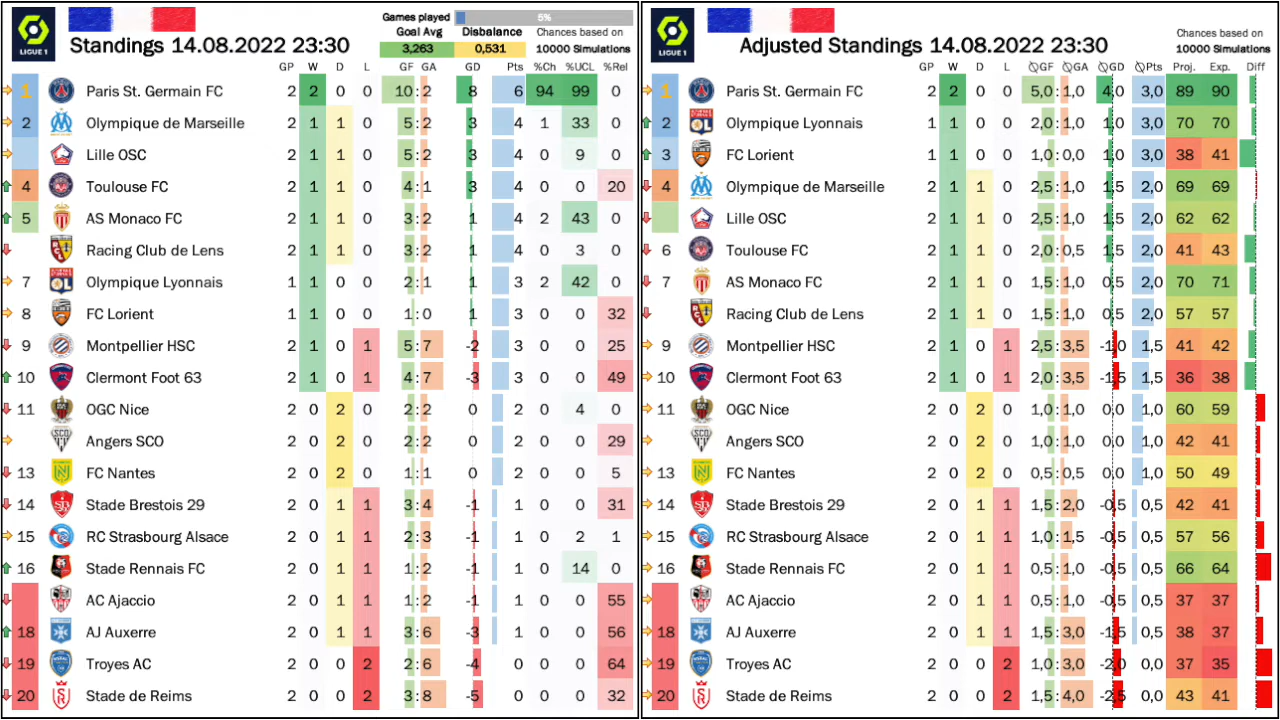 Games played 5%
LIGUE 1
Standings 14.08.2022 23:30
Goal Avg Disbalance Chances based on
3,263 0,531 10000 Simulations
GP W D L GF GA GD Pts %Ch %UCL %Rel
1 Paris St. Germain FC 2 2 0 0 10 : 2 8 6 94 99 0
2 Olympique de Marseille 2 1 1 0 5 : 2 3 4 1 33 0
Lille OSC 2 1 1 0 5 : 2 3 4 0 9 0
4 Toulouse FC 2 1 1 0 4 : 1 3 4 0 0 20
5 AS Monaco FC 2 1 1 0 3 : 2 1 4 2 43 0
Racing Club de Lens 2 1 1 0 3 : 2 1 4 0 3 0
7 Olympique Lyonnais 1 1 0 0 2 : 1 1 3 2 42 0
8 FC Lorient 1 1 0 0 1 : 0 1 3 0 0 32
9 Montpellier HSC 2 1 0 1 5 : 7 -2 3 0 0 25
10 Clermont Foot 63 2 1 0 1 4 : 7 -3 3 0 0 49
11 OGC Nice 2 0 2 0 2 : 2 0 2 0 4 0
Angers SCO 2 0 2 0 2 : 2 0 2 0 0 29
13 FC Nantes 2 0 2 0 1 : 1 0 2 0 0 5
14 Stade Brestois 29 2 0 1 1 3 : 4 -1 1 0 0 31
15 RC Strasbourg Alsace 2 0 1 1 2 : 3 -1 1 0 2 1
16 Stade Rennais FC 2 0 1 1 1 : 2 -1 1 0 14 0
AC Ajaccio 2 0 1 1 1 : 2 -1 1 0 0 55
18 AJ Auxerre 2 0 1 1 3 : 6 -3 1 0 0 56
19 Troyes AC 2 0 0 2 2 : 6 -4 0 0 0 64
20 Stade de Reims 2 0 0 2 3 : 8 -5 0 0 0 32
LIGUE 1
Adjusted Standings 14.08.2022 23:30
Chances based on
10000 Simulations
GP W D L ∅GF ∅GA ∅GD ∅Pts Proj. Exp. Diff
1 Paris St. Germain FC 2 2 0 0 5,0 : 1,0 4,0 3,0 89 90
2 Olympique Lyonnais 1 1 0 0 2,0 : 1,0 1,0 3,0 70 70
3 FC Lorient 1 1 0 0 1,0 : 0,0 1,0 3,0 38 41
4 Olympique de Marseille 2 1 1 0 2,5 : 1,0 1,5 2,0 69 69
Lille OSC 2 1 1 0 2,5 : 1,0 1,5 2,0 62 62
6 Toulouse FC 2 1 1 0 2,0 : 0,5 1,5 2,0 41 43
7 AS Monaco FC 2 1 1 0 1,5 : 1,0 0,5 2,0 70 71
Racing Club de Lens 2 1 1 0 1,5 : 1,0 0,5 2,0 57 57
9 Montpellier HSC 2 1 0 1 2,5 : 3,5 -1,0 1,5 41 42
10 Clermont Foot 63 2 1 0 1 2,0 : 3,5 -1,5 1,5 36 38
11 OGC Nice 2 0 2 0 1,0 : 1,0 0,0 1,0 60 59
Angers SCO 2 0 2 0 1,0 : 1,0 0,0 1,0 42 41
13 FC Nantes 2 0 2 0 0,5 : 0,5 0,0 1,0 50 49
14 Stade Brestois 29 2 0 1 1 1,5 : 2,0 -0,5 0,5 42 41
15 RC Strasbourg Alsace 2 0 1 1 1,0 : 1,5 -0,5 0,5 57 56
16 Stade Rennais FC 2 0 1 1 0,5 : 1,0 -0,5 0,5 66 64
AC Ajaccio 2 0 1 1 0,5 : 1,0 -0,5 0,5 37 37
18 AJ Auxerre 2 0 1 1 1,5 : 3,0 -1,5 0,5 38 37
19 Troyes AC 2 0 0 2 1,0 : 3,0 -2,0 0,0 37 35
20 Stade de Reims 2 0 0 2 1,5 : 4,0 -2,5 0,0 43 41